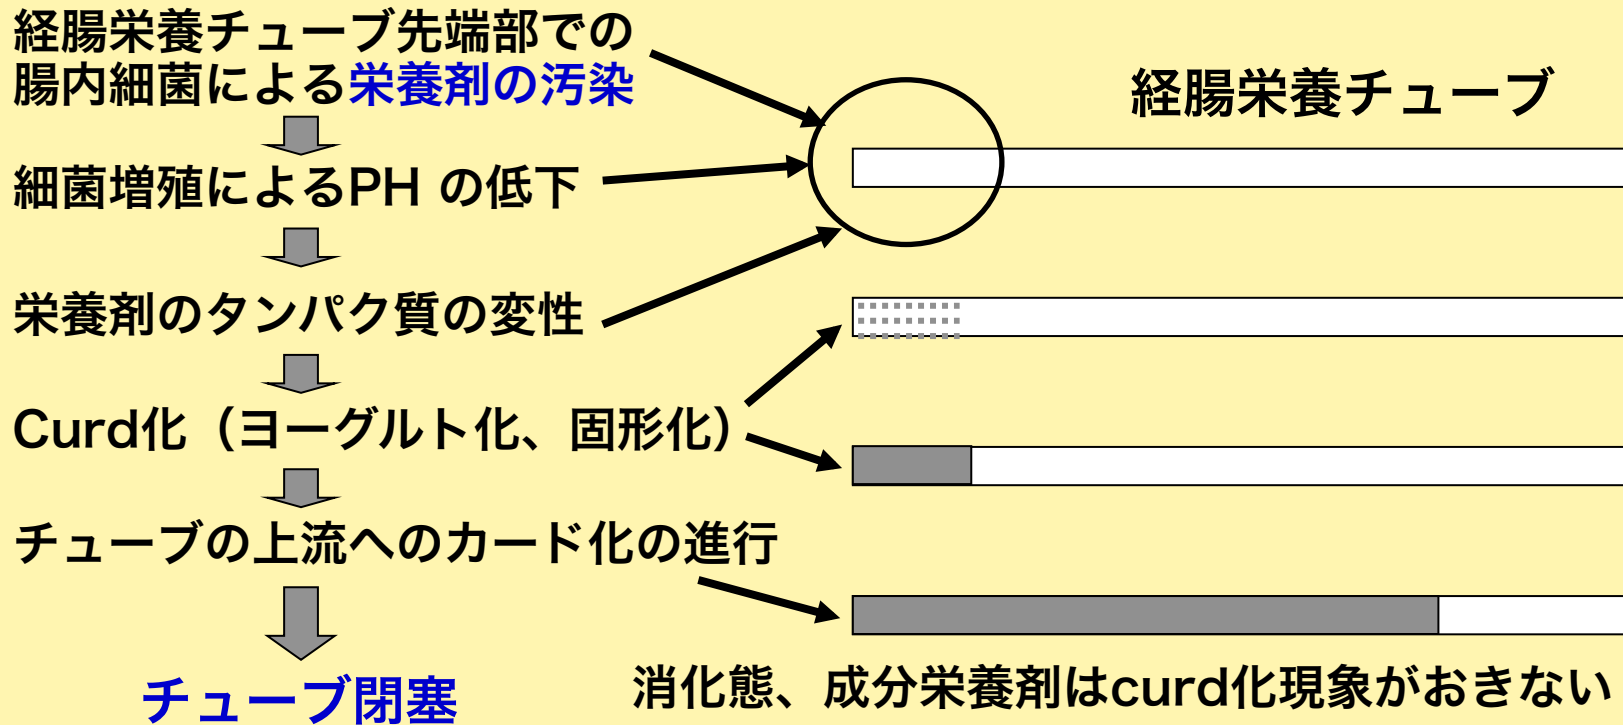 経腸栄養チューブ先端部での
腸内細菌による栄養剤の汚染
細菌増殖によるPH の低下
栄養剤のタンパク質の変性
Curd化（ヨーグルト化、固形化）
チューブの上流へのカード化の進行
チューブ閉塞
経腸栄養チューブ
消化態、成分栄養剤はcurd化現象がおきない